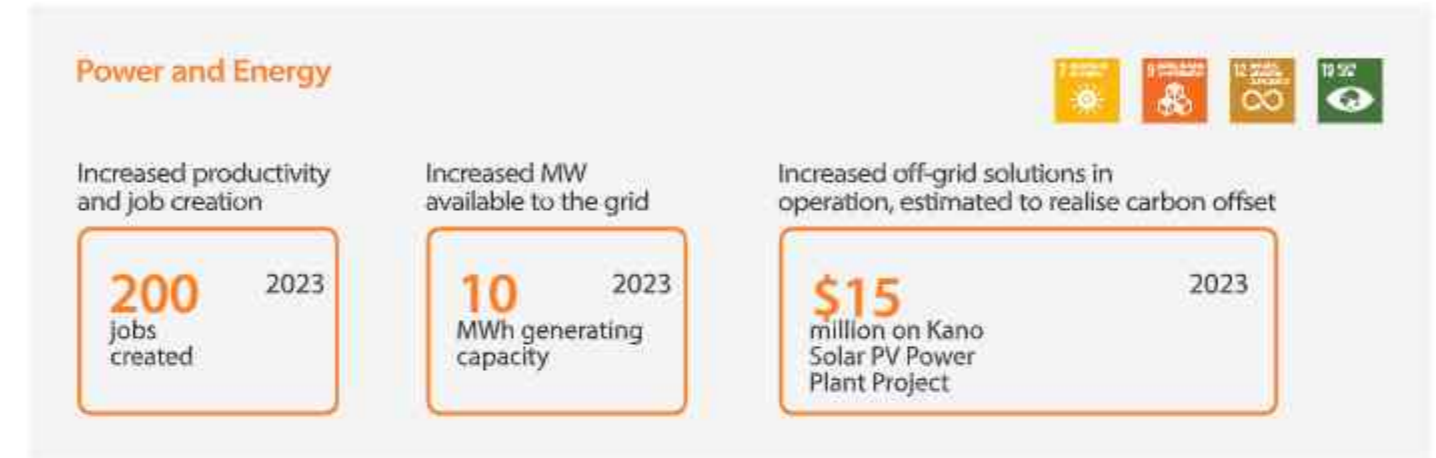 Power and Energy
Increased productivity
and job creation
200
2023
jobs
created
Increased MW
available to the grid
10
2023
MWh generating
capacity
Increased off-grid solutions in
operation, estimated to realise carbon offset
$15
2023
million on Kano
Solar PV Power
Plant Project